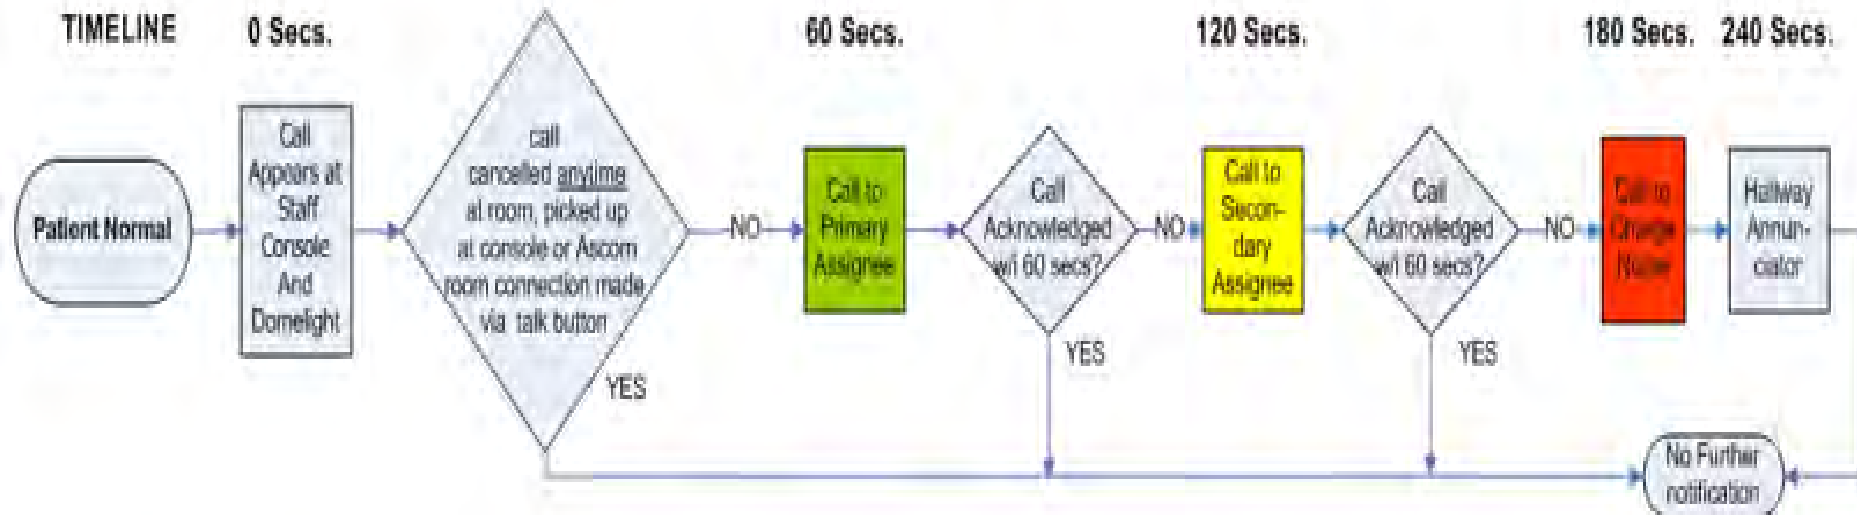 TIMELINE
0 Secs.
60 Secs.
120 Secs.
180 Secs.
240 Secs.
Patient Normal
Call
Appears at
Staff
Console
And
Domelight
call
cancelled anytime
at room, picked up
at console or Ascom
room connection made
via talk button
YES
NO
Call to
Primary
Assignee
Call
Acknowledged
w/i 60 secs?
YES
NO
Call to
Secon-
dary
Assignee
Call
Acknowledged
w/i 60 secs?
YES
NO
Call to
Charge
Nurse
Hallway
Annun-
ciator
No Further
notification